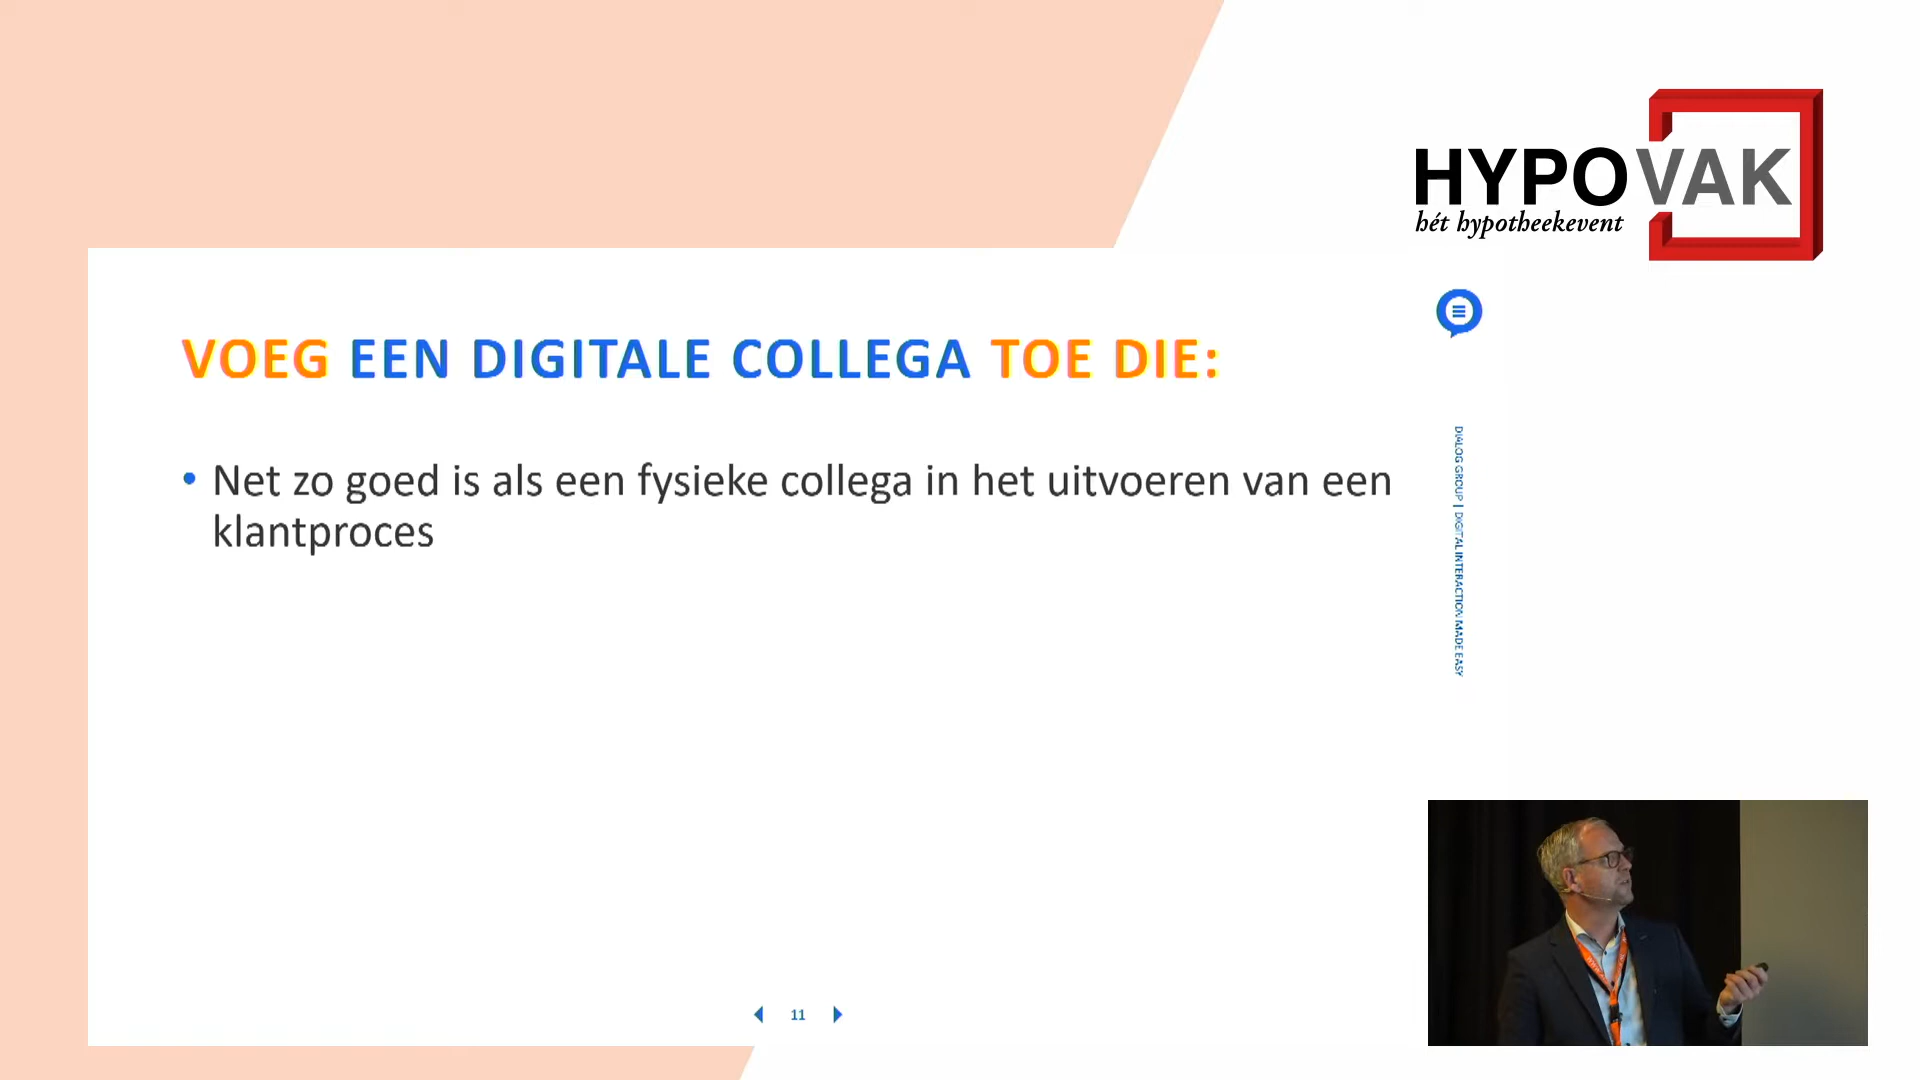 HYPOVAK
hét hypotheekevent
VOEG EEN DIGITALE COLLEGA TOE DIE:
• Net zo goed is als een fysieke collega in het uitvoeren van een
klantproces
DIALOG GROUP | DIGITAL INTERACTION MADE EASY
11